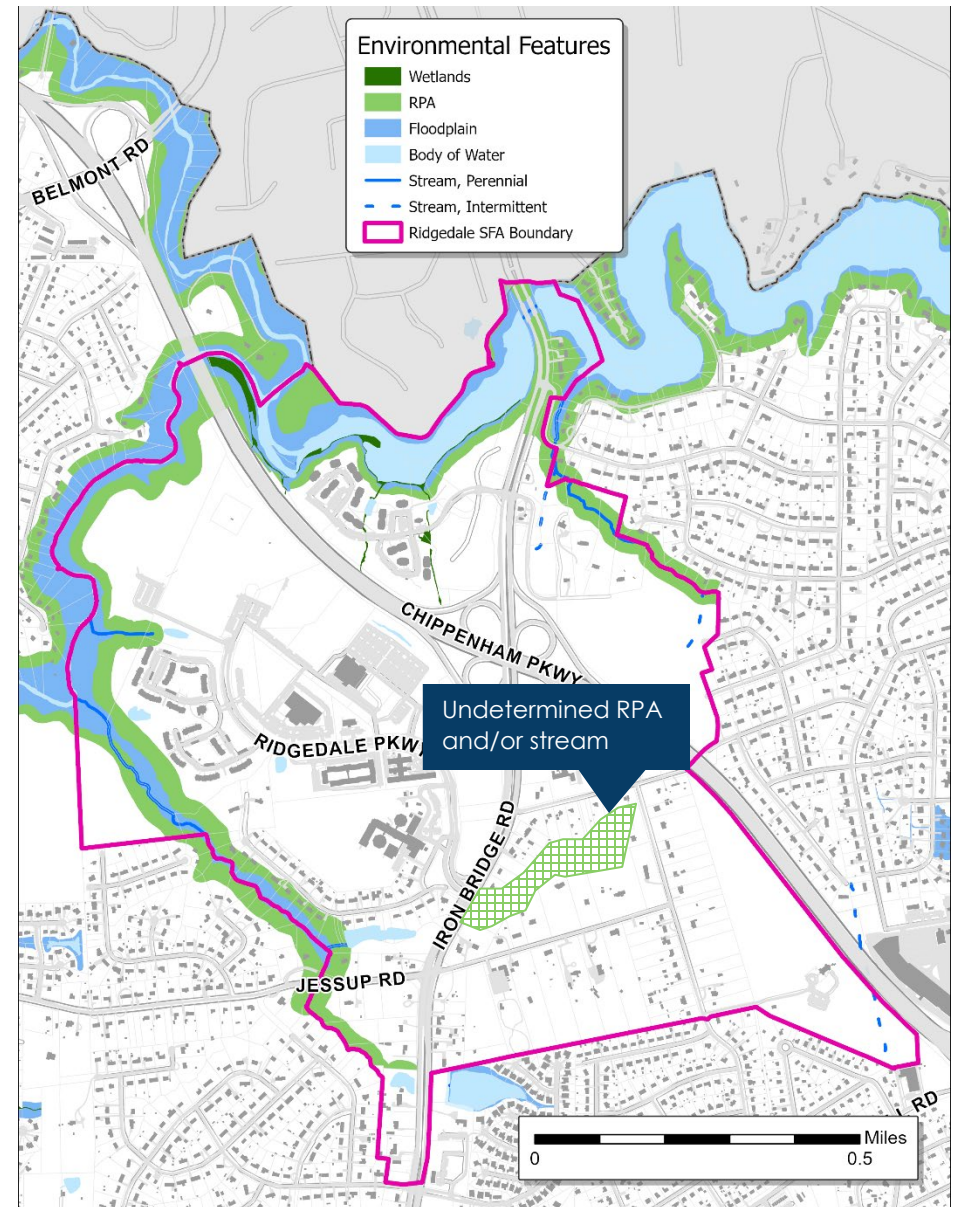 Environmental Features
Wetlands
RPA
Floodplain
Body of Water
Stream, Perennial
Stream, Intermittent
Ridgedale SFA Boundary
BELMONT RD
CHIPPENHAM PKWY
Undetermined RPA
and/or stream
RIDGEDALE PKW
IRON BRIDGE RD
JESSUP RD
RD
Miles
0
0.5